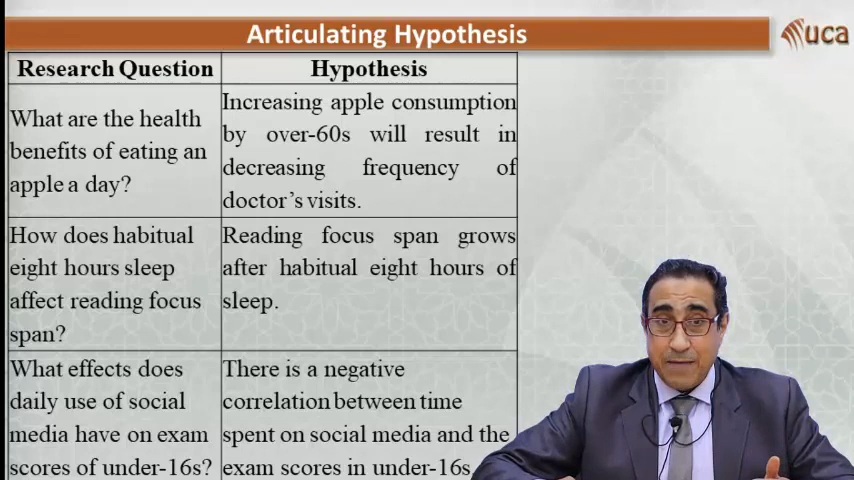 Articulating Hypothesis
uca
Research Question
Hypothesis
What are the health
benefits of eating an
apple a day?
Increasing apple consumption
by over-60s will result in
decreasing frequency of
doctor's visits.
How does habitual
eight hours sleep
affect reading focus
span?
Reading focus span grows
after habitual eight hours of
sleep.
What effects does
daily use of social
media have on exam
scores of under-16s?
There is a negative
correlation between time
spent on social media and the
exam scores in under-16s